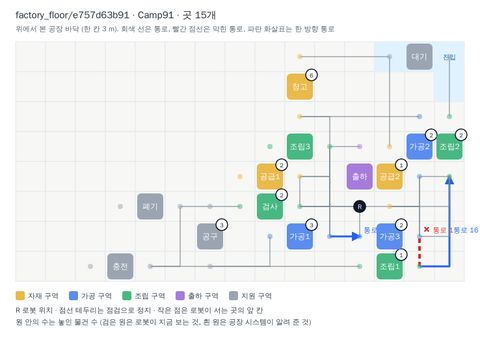 factory_floor/e757d63b91 · Camp91 · 곳 15개
위에서 본 공장 바닥 (한 칸 3 m). 회색 선은 통로, 빨간 점선은 막힌 통로, 파란 화살표는 한 방향 통로
대기
6
창고
2
2
조립3
가공2
조립2
2
1
공급1
출하
공급2
2
폐기
검사
R
3
3
2
통로
✕ 통로 1
통로 16
공구
가공1
가공3
1
충전
조립1
자재 구역
가공 구역
조립 구역
출하 구역
지원 구역
R 로봇 위치 · 점선 테두리는 점검으로 정지 · 작은 점은 로봇이 서는 곳의 앞 칸
원 안의 수는 놓인 물건 수 (검은 원은 로봇이 지금 보는 것, 흰 원은 공장 시스템이 알려 준 것)